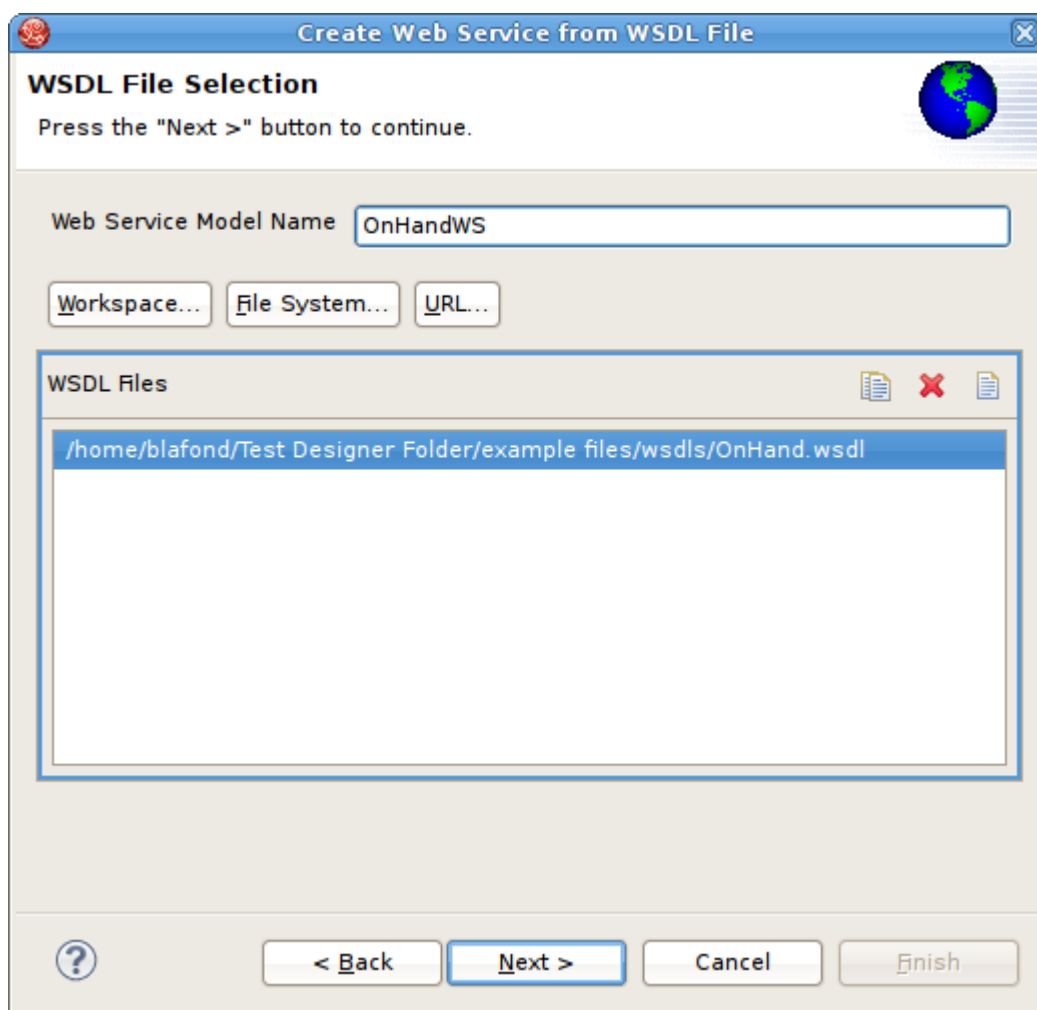 Create Web Service from WSDL File
WSDL File Selection
Press the "Next >" button to continue.
Web Service Model Name OnHandWS
Workspace... File System... URL...
WSDL Files
/home/blafond/Test Designer Folder/example files/wsdls/OnHand.wsdl
? < Back Next > Cancel Finish